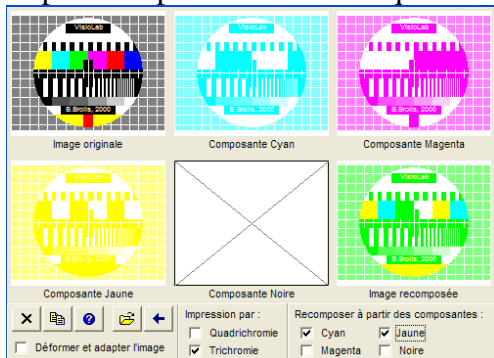 VisioLab VisioLab VisioLab
B.Brolis, 2000 B.Brolis, 2000 B.Brolis, 2000
Image originale Composante Cyan Composante Magenta
VisioLab VisioLab
B.Brolis, 2000 B.Brolis, 2000
Composante Jaune Composante Noire Image recomposée
Impression par : Recomposer à partir des composantes :
Quadrichromie Cyan Jaune
Déformer et adapter l'image Trichromie Magenta Noire